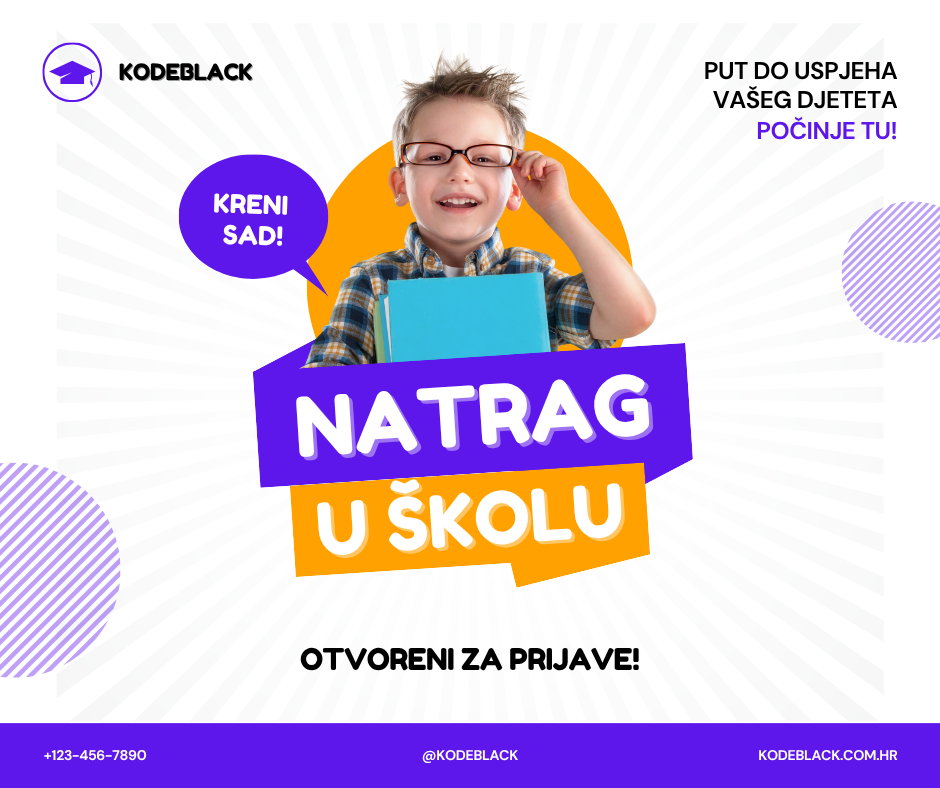 KODEBLACK
PUT DO USPJEHA
VAŠEG DJETETA
POČINJE TU!
KRENI
SAD!
NATRAG
U ŠKOLU
OTVORENI ZA PRIJAVE!
+123-456-7890
@KODEBLACK
KODEBLACK.COM.HR